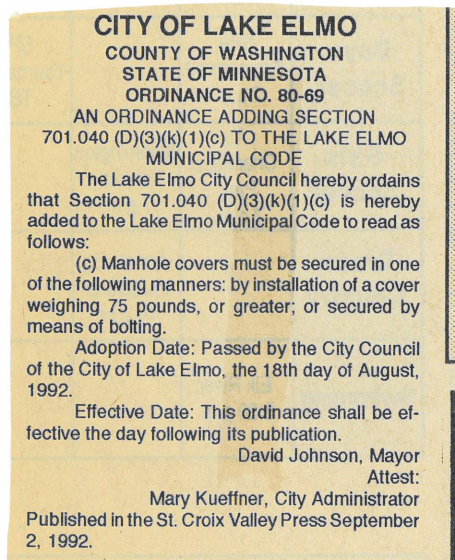 CITY OF LAKE ELMO
COUNTY OF WASHINGTON
STATE OF MINNESOTA
ORDINANCE NO. 80-69
AN ORDINANCE ADDING SECTION
701.040 (D)(3)(k)(1)(c) TO THE LAKE ELMO
MUNICIPAL CODE
The Lake Elmo City Council hereby ordains
that Section 701.040 (D)(3)(k)(1)(c) is hereby
added to the Lake Elmo Municipal Code to read as
follows:
(c) Manhole covers must be secured in one
of the following manners: by installation of a cover
weighing 75 pounds, or greater; or secured by
means of bolting.
Adoption Date: Passed by the City Council
of the City of Lake Elmo, the 18th day of August,
1992.
Effective Date: This ordinance shall be ef-
fective the day following its publication.
David Johnson, Mayor
Attest:
Mary Kueffner, City Administrator
Published in the St. Croix Valley Press September
2, 1992.